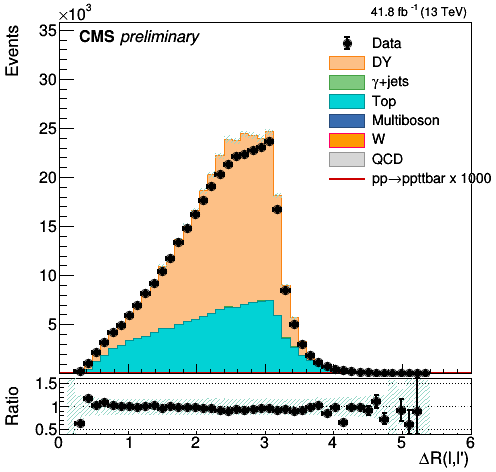 ×10³
41.8 fb⁻¹ (13 TeV)
CMS preliminary
Events
35
30
25
20
15
10
5
Data
DY
γ+jets
Top
Multiboson
W
QCD
pp→ppttbar x 1000
Ratio
1.5
1
0.5
0 1 2 3 4 5 6
ΔR(l,l')